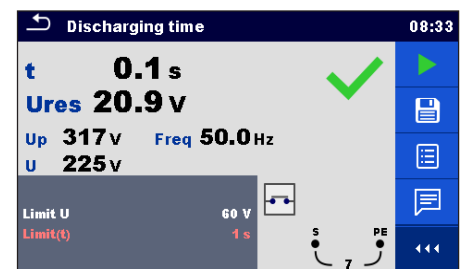 Discharging time 08:33
t 0.1 s
Ures 20.9 V
Up 317 V Freq 50.0 Hz
U 225 V
Limit U 60 V
Limit(t) 1 s
S PE
7